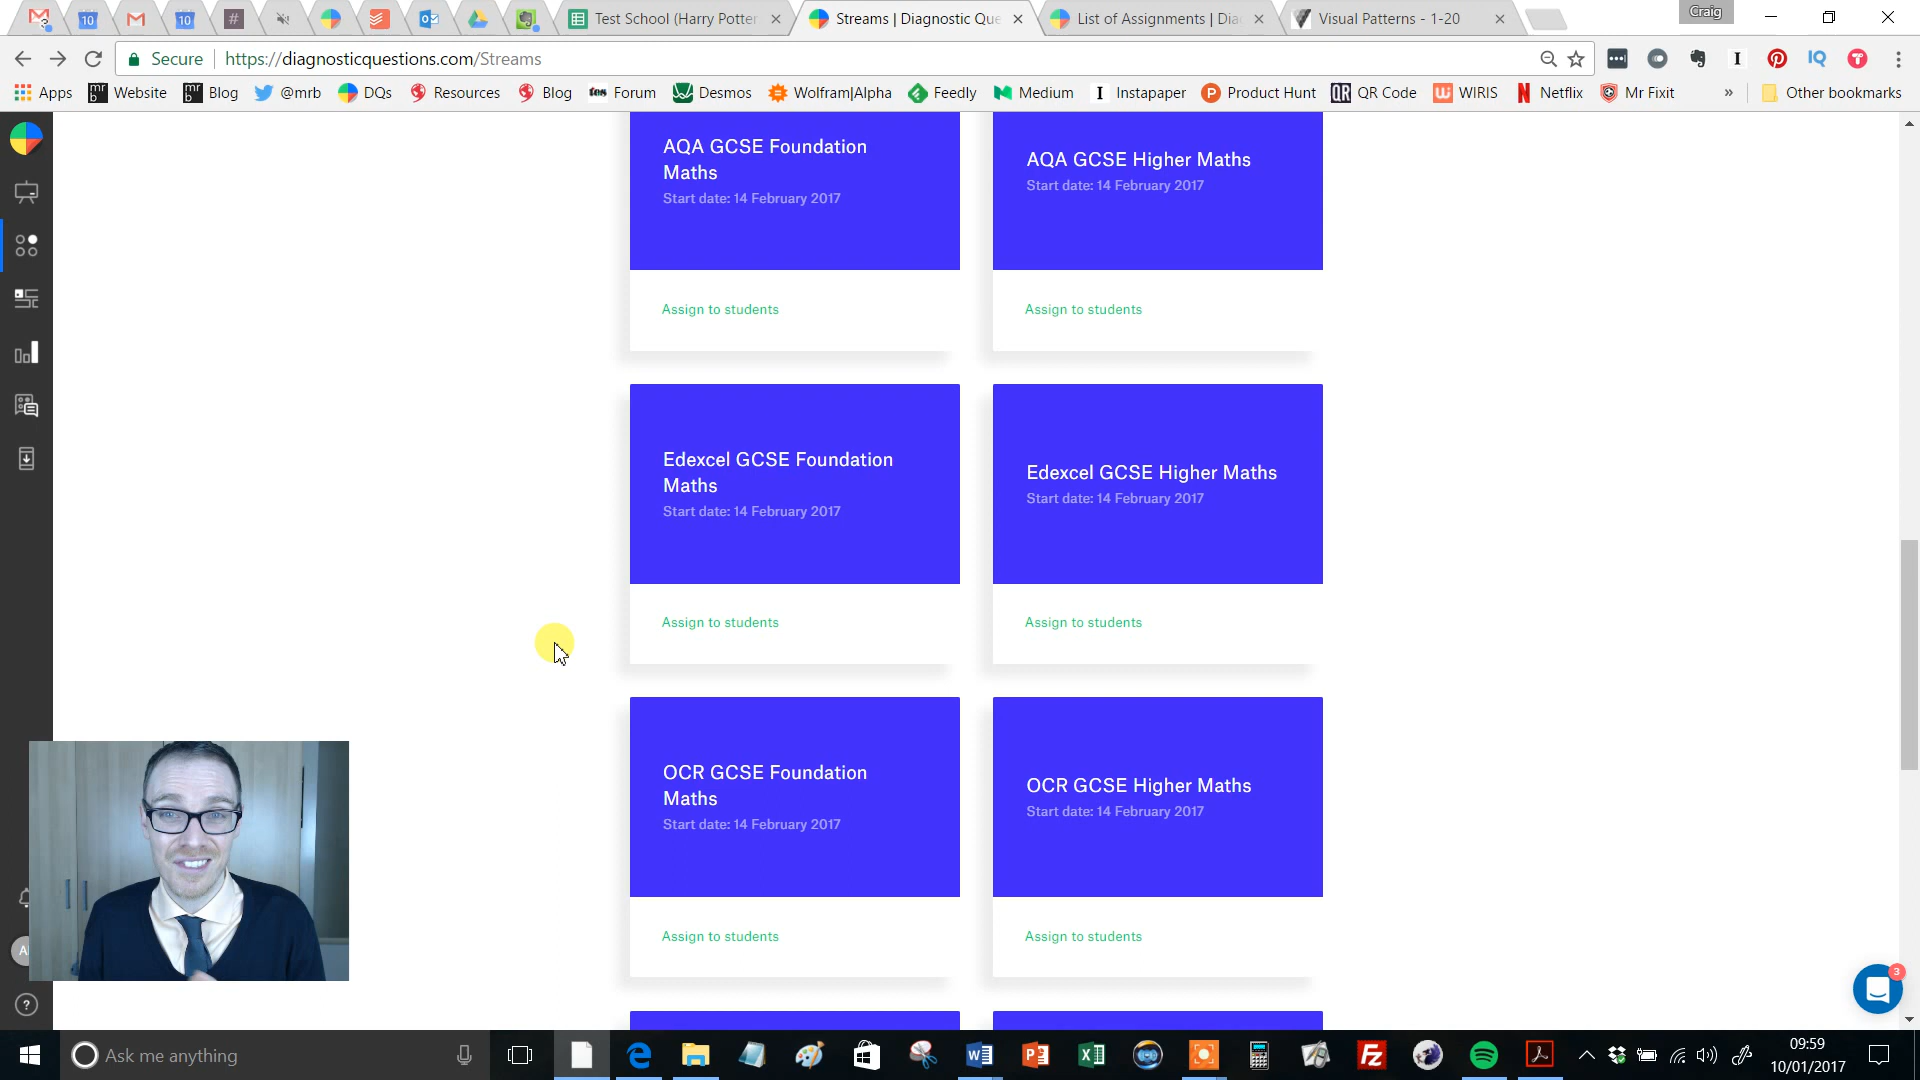 Test School (Harry Potter
Streams | Diagnostic Que
List of Assignments | Dia
Visual Patterns - 1-20
Craig
Secure
https://diagnosticquestions.com/Streams
Apps
Website
Blog
@mrb
DQs
Resources
Blog
Forum
Desmos
Wolfram|Alpha
Feedly
Medium
Instapaper
Product Hunt
QR Code
WIRIS
Netflix
Mr Fixit
»
Other bookmarks
AQA GCSE Foundation
Maths
Start date: 14 February 2017
Assign to students
AQA GCSE Higher Maths
Start date: 14 February 2017
Assign to students
Edexcel GCSE Foundation
Maths
Start date: 14 February 2017
Assign to students
Edexcel GCSE Higher Maths
Start date: 14 February 2017
Assign to students
OCR GCSE Foundation
Maths
Start date: 14 February 2017
Assign to students
OCR GCSE Higher Maths
Start date: 14 February 2017
Assign to students
3
Ask me anything
09:59
10/01/2017